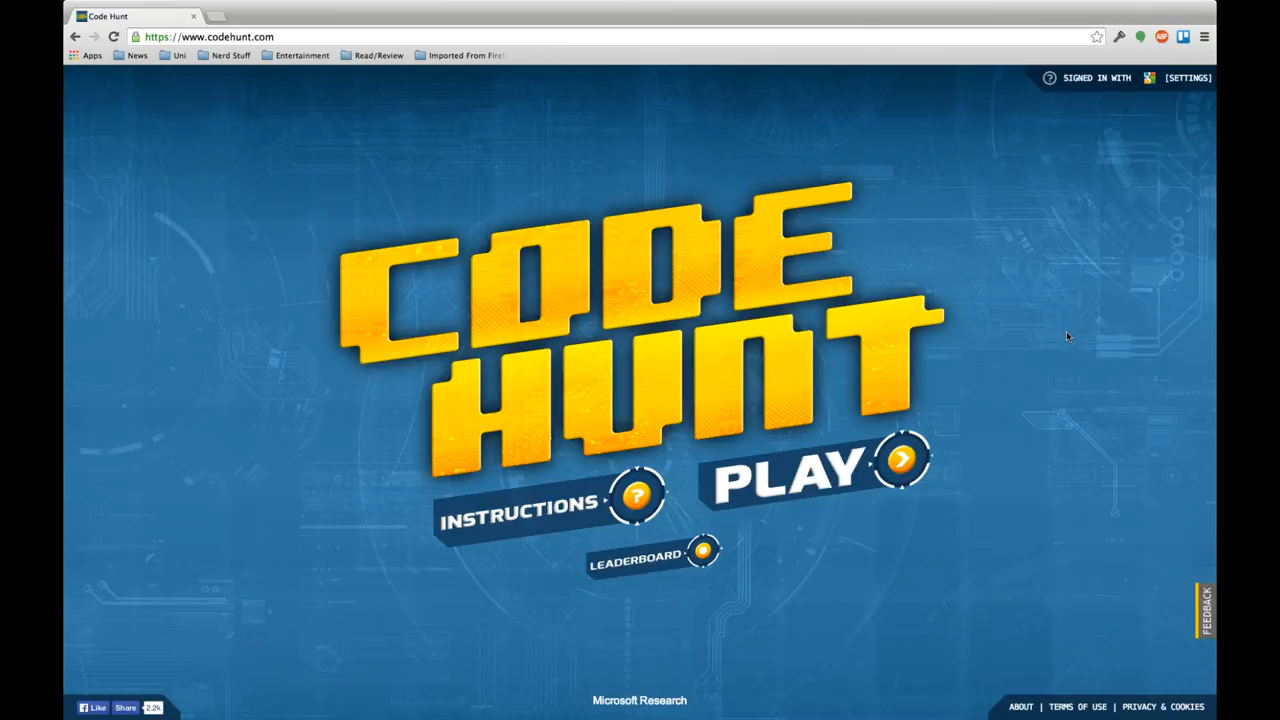 Code Hunt
https://www.codehunt.com
Apps News Uni Nerd Stuff Entertainment Read/Review Imported From Fire
? SIGNED IN WITH [SETTINGS]
CODE
HUNT
INSTRUCTIONS ? PLAY
LEADERBOARD
FEEDBACK
Microsoft Research
Like Share 2.2k
ABOUT | TERMS OF USE | PRIVACY & COOKIES